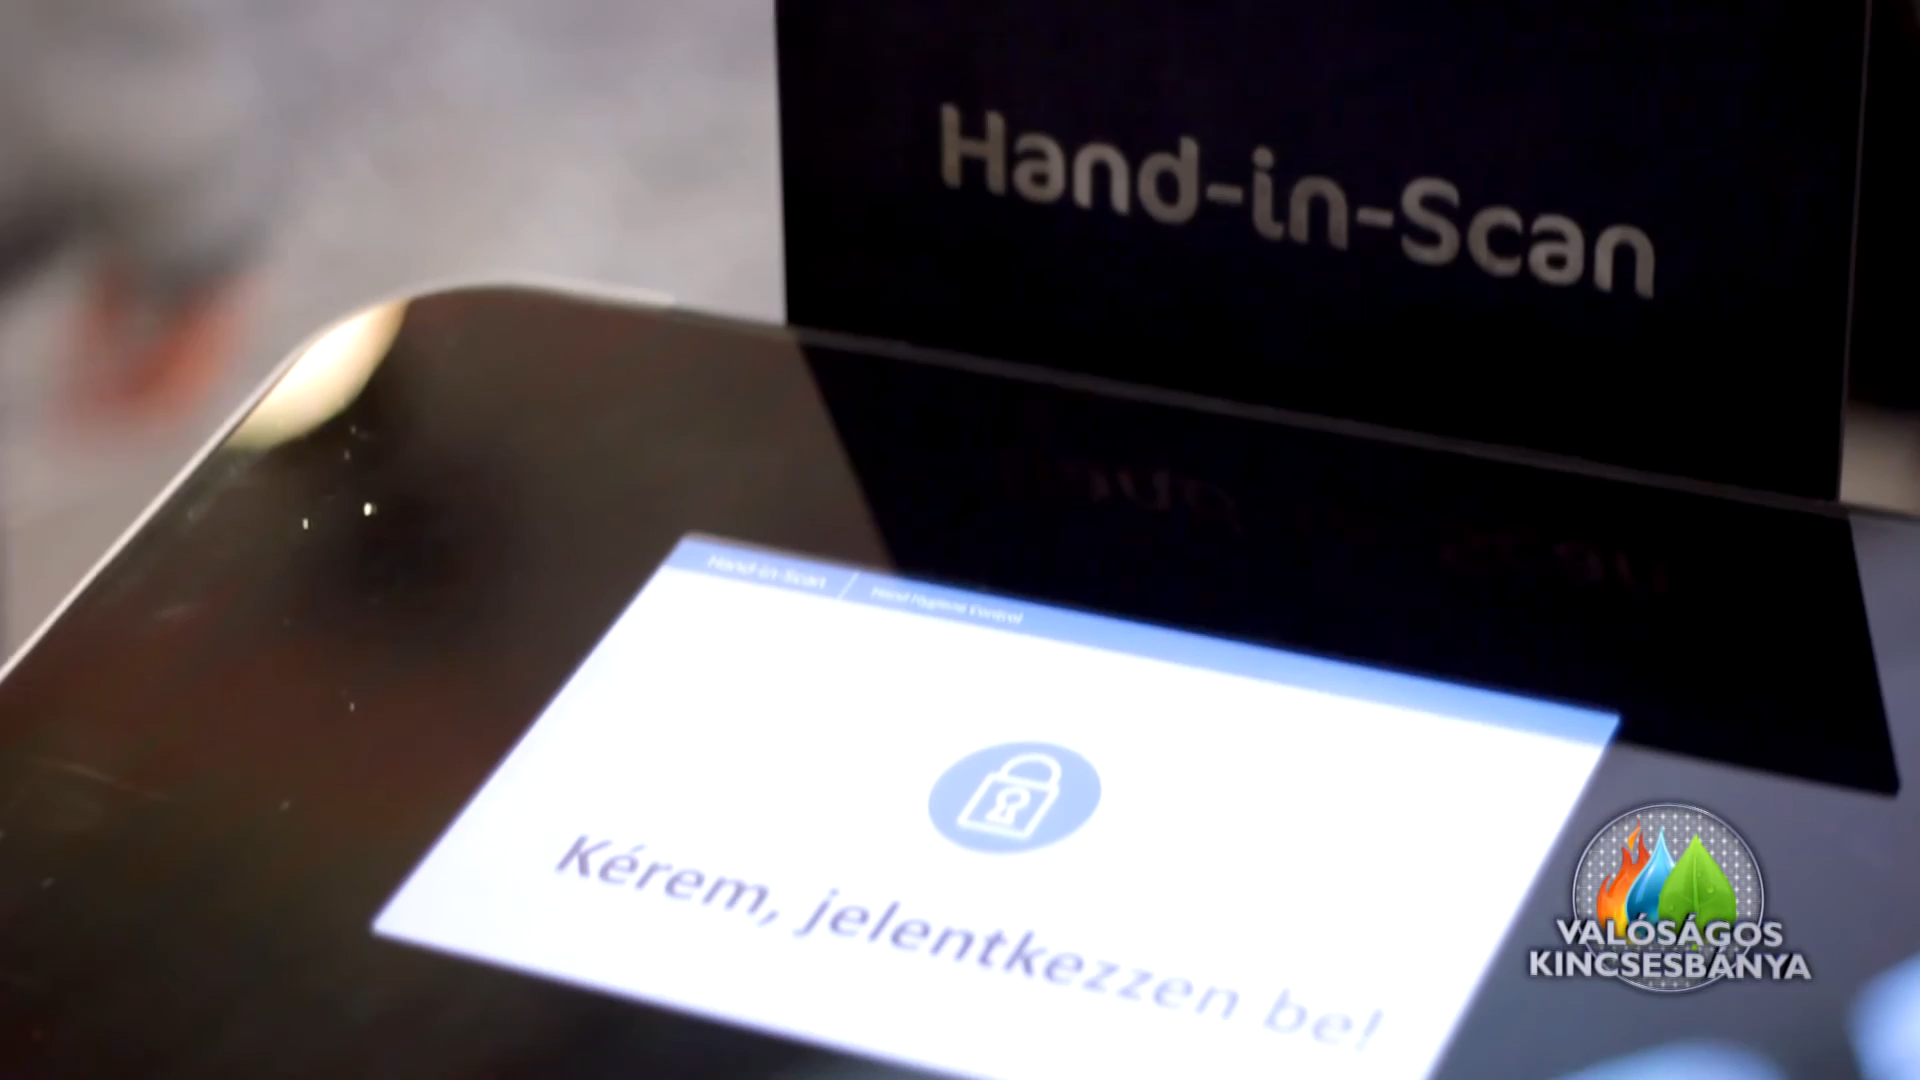 Hand-in-Scan
Hand-in-Scan
Hand Hygiene Control
Kérem, jelentkezzen be!
VALÓSÁGOS
KINCSESBÁNYA